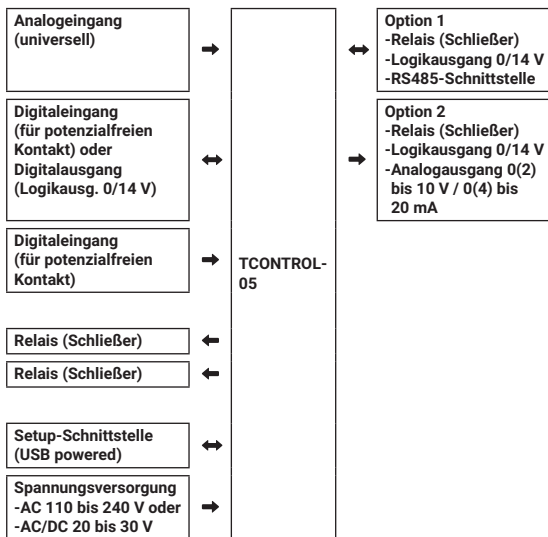 Analogeingang
(universell)
Digitaleingang
(für potenzialfreien
Kontakt) oder
Digitalausgang
(Logikausg. 0/14 V)
Digitaleingang
(für potenzialfreien
Kontakt)
Relais (Schließer)
Relais (Schließer)
Setup-Schnittstelle
(USB powered)
Spannungsversorgung
-AC 110 bis 240 V oder
-AC/DC 20 bis 30 V
TCONTROL-
05
Option 1
-Relais (Schließer)
-Logikausgang 0/14 V
-RS485-Schnittstelle
Option 2
-Relais (Schließer)
-Logikausgang 0/14 V
-Analogausgang 0(2)
bis 10 V / 0(4) bis
20 mA